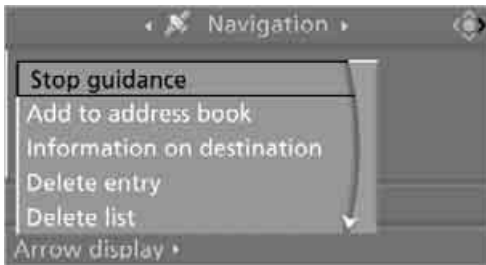 Navigation
Stop guidance
Add to address book
Information on destination
Delete entry
Delete list
Arrow display